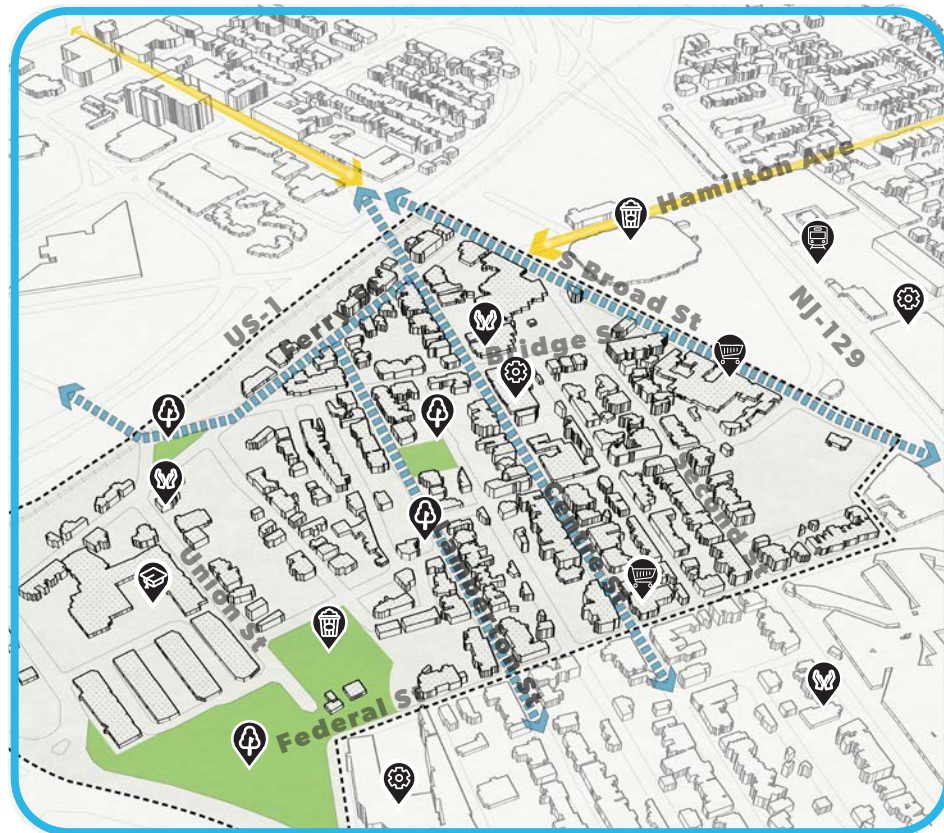 Hamilton Ave
S Broad St
US-1
Ferry
NJ-129
Bridge S
Second St
Centre St
Lamberton St
Union St
Federal St